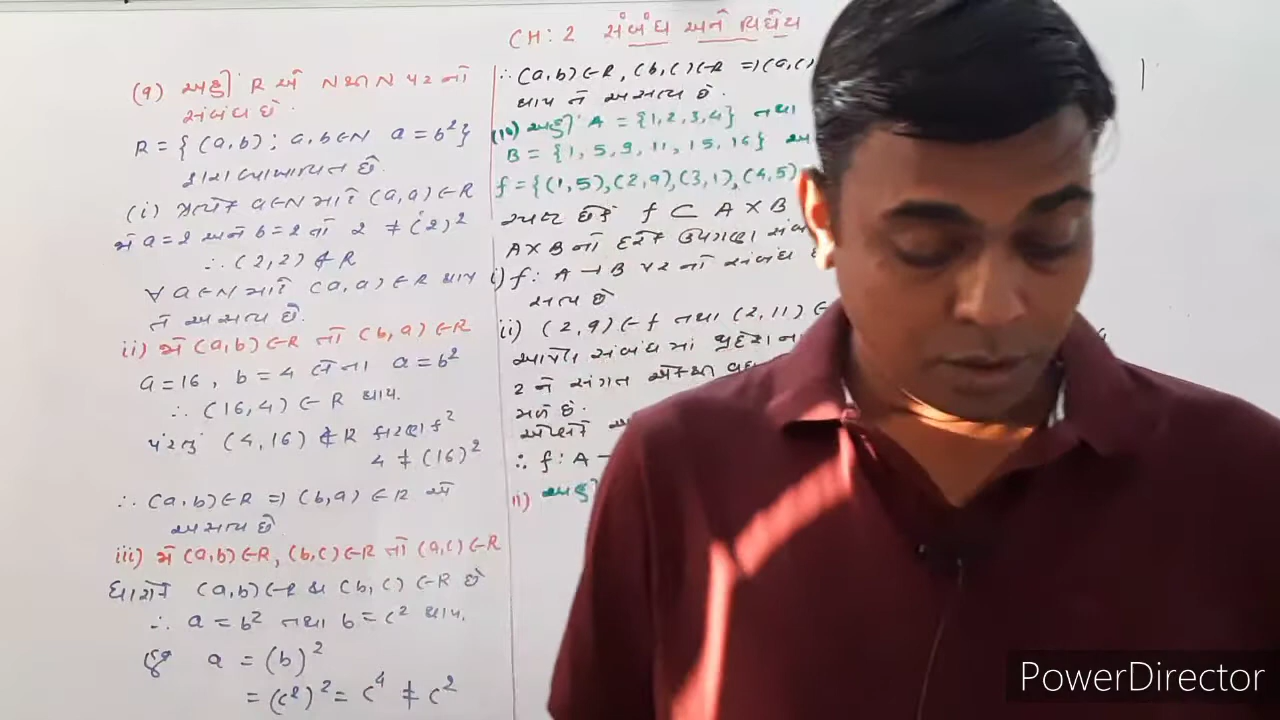 CH: 2 સંબંધ અને વિધેય
(9) અહીં R એ N થી N પરનો
સંબંધ છે.
R = { (a,b) ; a,b ∈ N a = b² }
દ્વારા વ્યાખ્યાયિત છે.
(i) પ્રત્યેક a ∈ N માટે (a,a) ∈ R
જો a = 2 અને b = 2 તો 2 ≠ (2)²
∴ (2,2) ∉ R
∀ a ∈ N માટે (a,a) ∈ R થાય
તે અસત્ય છે.
ii) જો (a,b) ∈ R તો (b,a) ∈ R
a = 16, b = 4 લેતા a = b²
∴ (16,4) ∈ R થાય.
પરંતુ (4,16) ∉ R કારણ કે
4 ≠ (16)²
∴ (a,b) ∈ R ⇒ (b,a) ∈ R એ
અસત્ય છે.
iii) જો (a,b) ∈ R, (b,c) ∈ R તો (a,c) ∈ R
ધારો કે (a,b) ∈ R & (b,c) ∈ R છે
∴ a = b² તથા b = c² થાય.
a = (b)²
= (c²)² = c⁴ ≠ c²
∴ (a,b) ∈ R, (b,c) ∈ R ⇒ (a,c)
થાય તે અસત્ય છે.
(10) અહીં A = {1,2,3,4} તથા
B = {1, 5, 9, 11, 15, 16}
f = {(1,5),(2,9),(3,1),(4,5)
સ્પષ્ટ છે કે f ⊂ A × B
A × B નો દરેક ઉપગણ
i) f : A → B પરનો સંબંધ
સત્ય છે
ii) (2,9) ∈ f તથા (2,11) ∈
આપેલ સંબંધમાં પ્રદેશના
2 ને સંગત એકથી
મળે છે.
∴ f : A →
11) અહીં